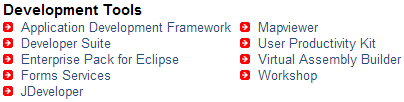 Development Tools
Application Development Framework
Developer Suite
Enterprise Pack for Eclipse
Forms Services
JDeveloper
Mapviewer
User Productivity Kit
Virtual Assembly Builder
Workshop